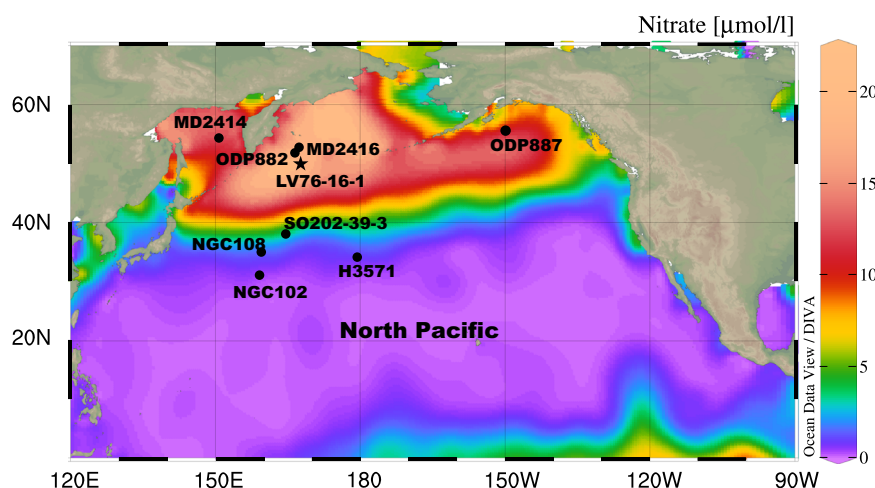 Nitrate [μmol/l]
20
15
10
5
0
60N
40N
20N
MD2414
ODP882
MD2416
LV76-16-1
ODP887
SO202-39-3
NGC108
H3571
NGC102
North Pacific
Ocean Data View / DIVA
120E
150E
180
150W
120W
90W